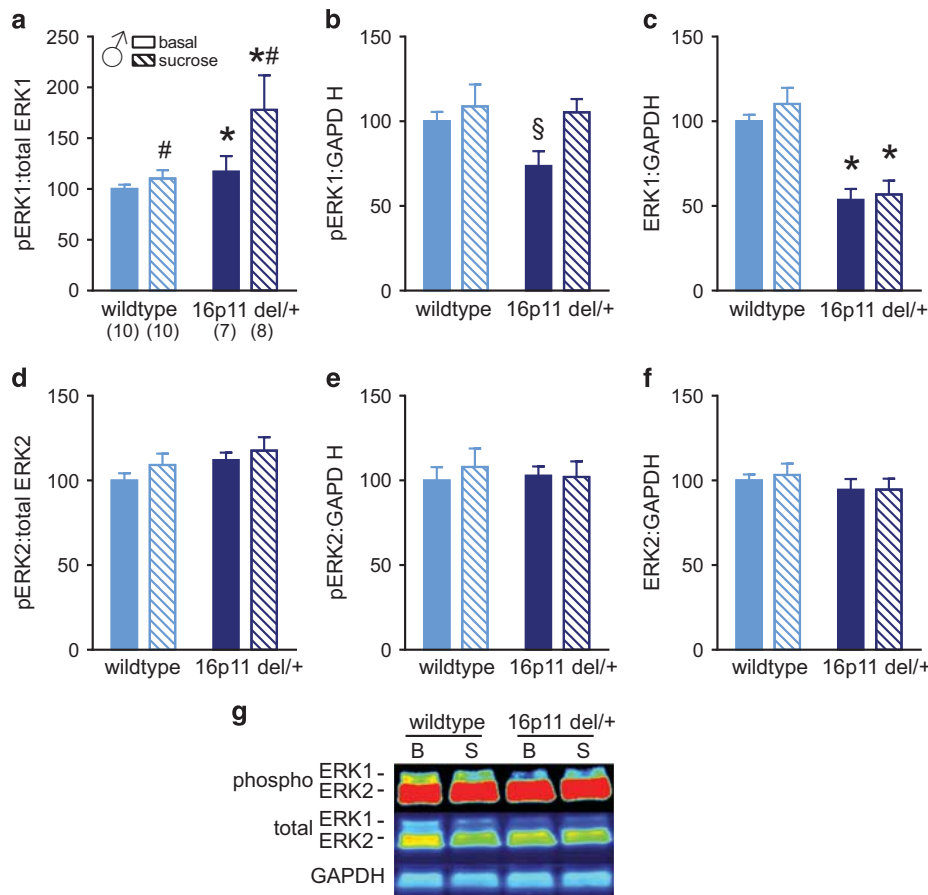 a
pERK1:total ERK1
250
200
150
100
50
0
♂ basal
sucrose
#
*
*#
wildtype 16p11 del/+
(10) (10) (7) (8)
b
pERK1:GAPD H
150
100
50
0
§
wildtype 16p11 del/+
c
ERK1:GAPDH
150
100
50
0
* *
wildtype 16p11 del/+
d
pERK2:total ERK2
150
100
50
0
wildtype 16p11 del/+
e
pERK2:GAPD H
150
100
50
0
wildtype 16p11 del/+
f
ERK2:GAPDH
150
100
50
0
wildtype 16p11 del/+
g
wildtype 16p11 del/+
B S B S
phospho ERK1 -
ERK2 -
total ERK1 -
ERK2 -
GAPDH